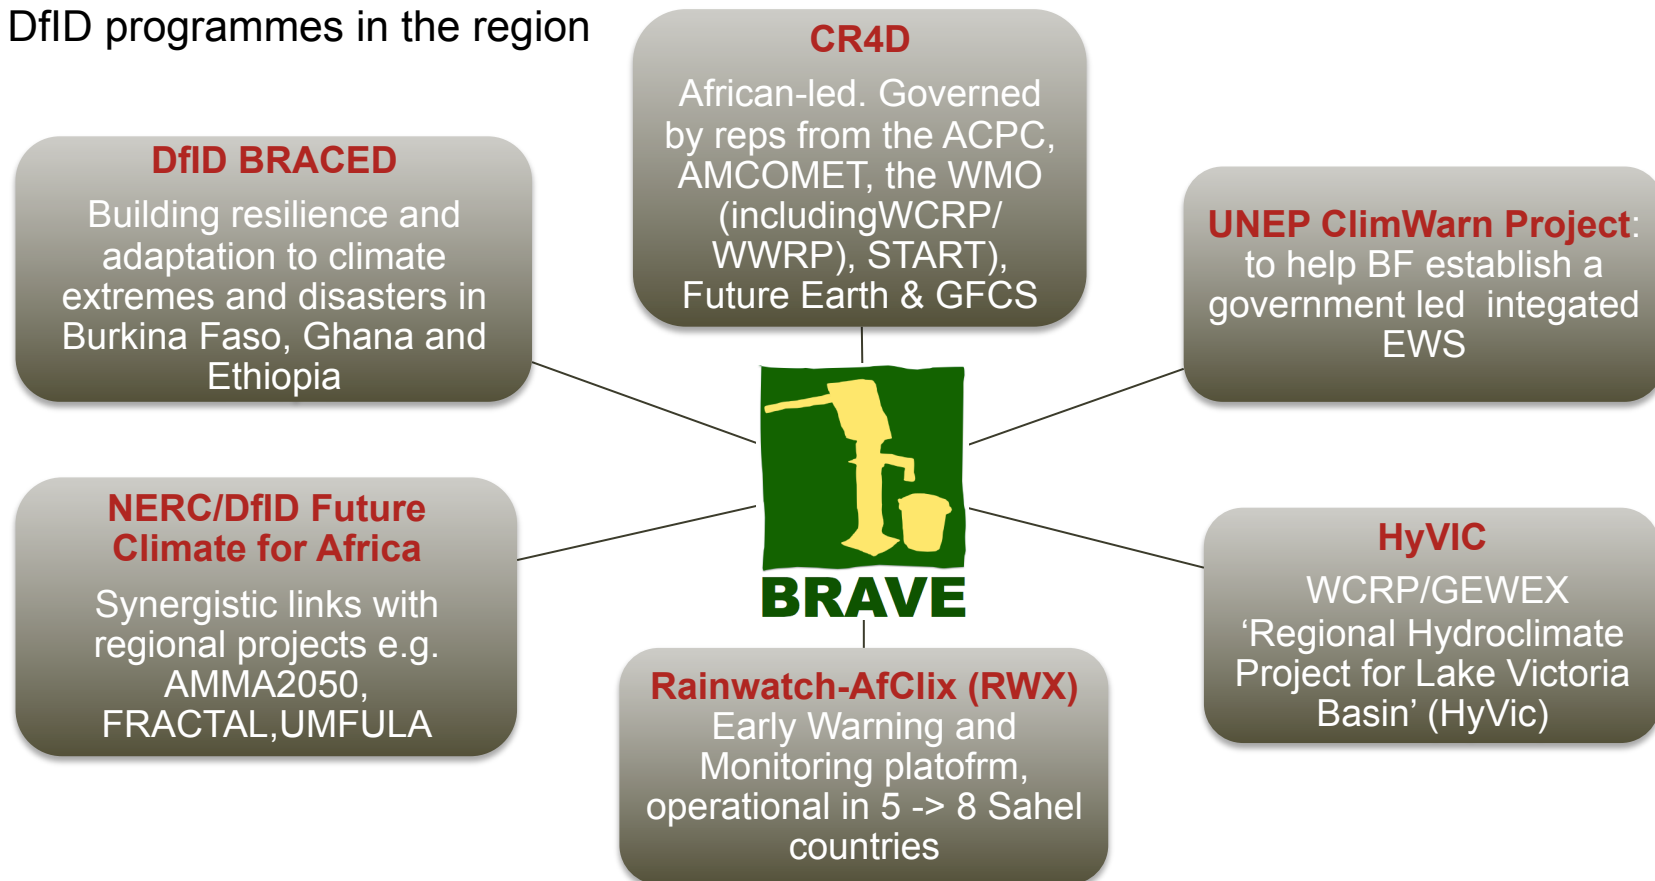 DfID programmes in the region
CR4D
African-led. Governed
by reps from the ACPC,
AMCOMET, the WMO
(includingWCRP/
WWRP), START),
Future Earth & GFCS
DfID BRACED
Building resilience and
adaptation to climate
extremes and disasters in
Burkina Faso, Ghana and
Ethiopia
UNEP ClimWarn Project:
to help BF establish a
government led  integated
EWS
NERC/DfID Future
Climate for Africa
Synergistic links with
regional projects e.g.
AMMA2050,
FRACTAL,UMFULA
BRAVE
HyVIC
WCRP/GEWEX
‘Regional Hydroclimate
Project for Lake Victoria
Basin’ (HyVic)
Rainwatch-AfClix (RWX)
Early Warning and
Monitoring platofrm,
operational in 5 -> 8 Sahel
countries